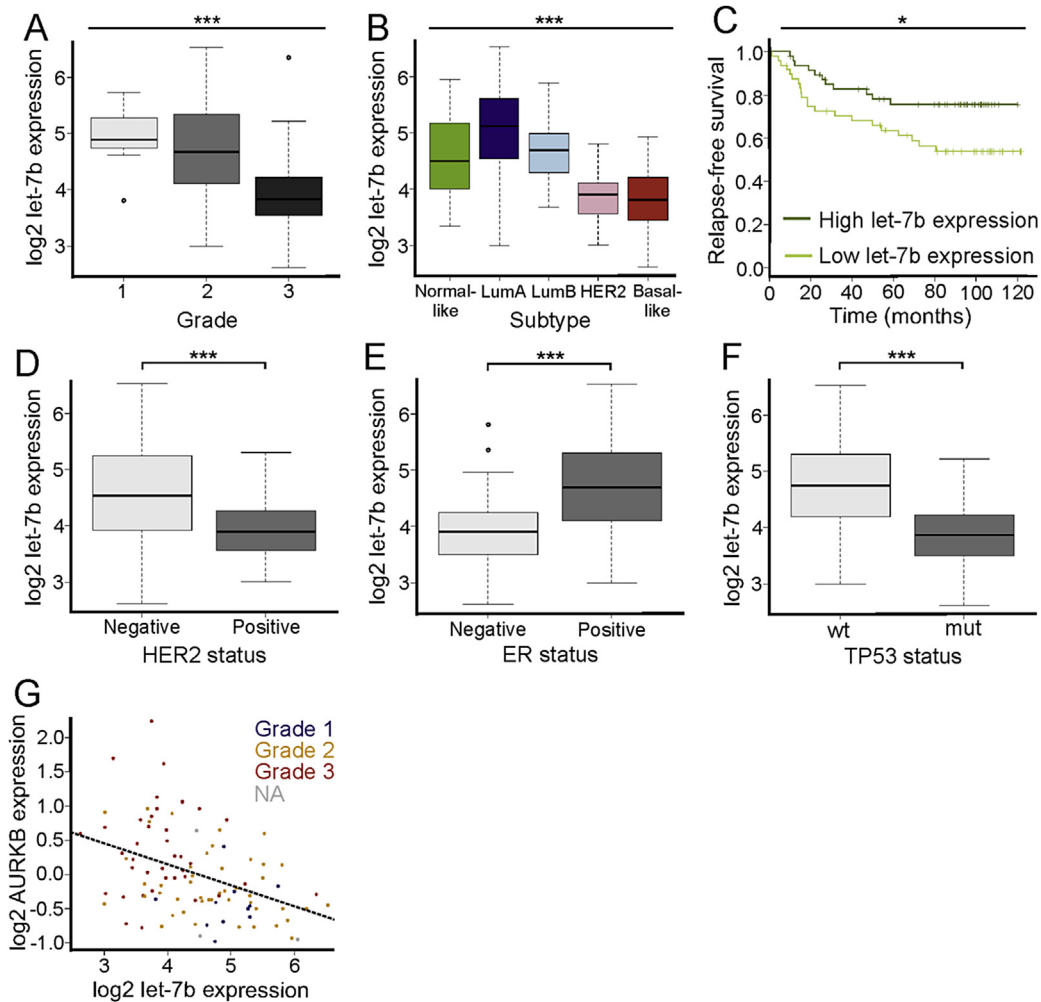 A
***
log2 let-7b expression
6
5
4
3
1 2 3
Grade
B
***
log2 let-7b expression
6
5
4
3
Normal-like LumA LumB HER2 Basal-like
Subtype
C
*
Relapse-free survival
1.0
0.8
0.6
0.4
0.2
0.0
High let-7b expression
Low let-7b expression
0 20 40 60 80 100 120
Time (months)
D
***
log2 let-7b expression
6
5
4
3
Negative Positive
HER2 status
E
***
log2 let-7b expression
6
5
4
3
Negative Positive
ER status
F
***
log2 let-7b expression
6
5
4
3
wt mut
TP53 status
G
log2 AURKB expression
2.0
1.5
1.0
0.5
0.0
-0.5
-1.0
Grade 1
Grade 2
Grade 3
NA
3 4 5 6
log2 let-7b expression